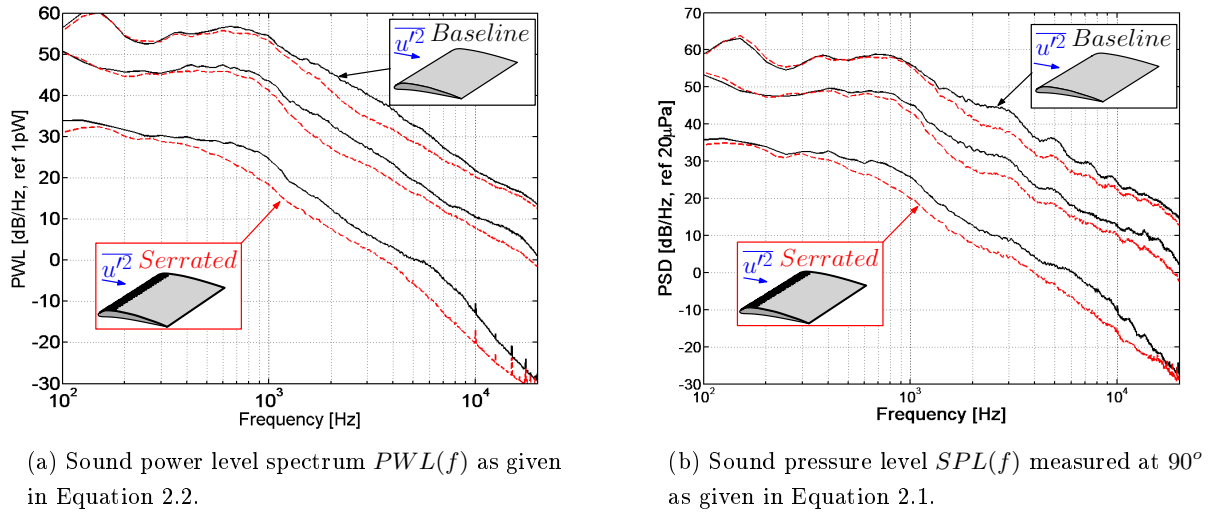 60
50
40
30
20
10
0
-10
-20
-30
PWL [dB/Hz, ref 1pW]
10^2
10^3
10^4
Frequency [Hz]
\overline{u'^2} Baseline
\overline{u'^2} Serrated
70
60
50
40
30
20
10
0
-10
-20
-30
PSD [dB/Hz, ref 20µPa]
10^2
10^3
10^4
Frequency [Hz]
\overline{u'^2} Baseline
\overline{u'^2} Serrated
(a) Sound power level spectrum PWL(f) as given
in Equation 2.2.
(b) Sound pressure level SPL(f) measured at 90^o
as given in Equation 2.1.